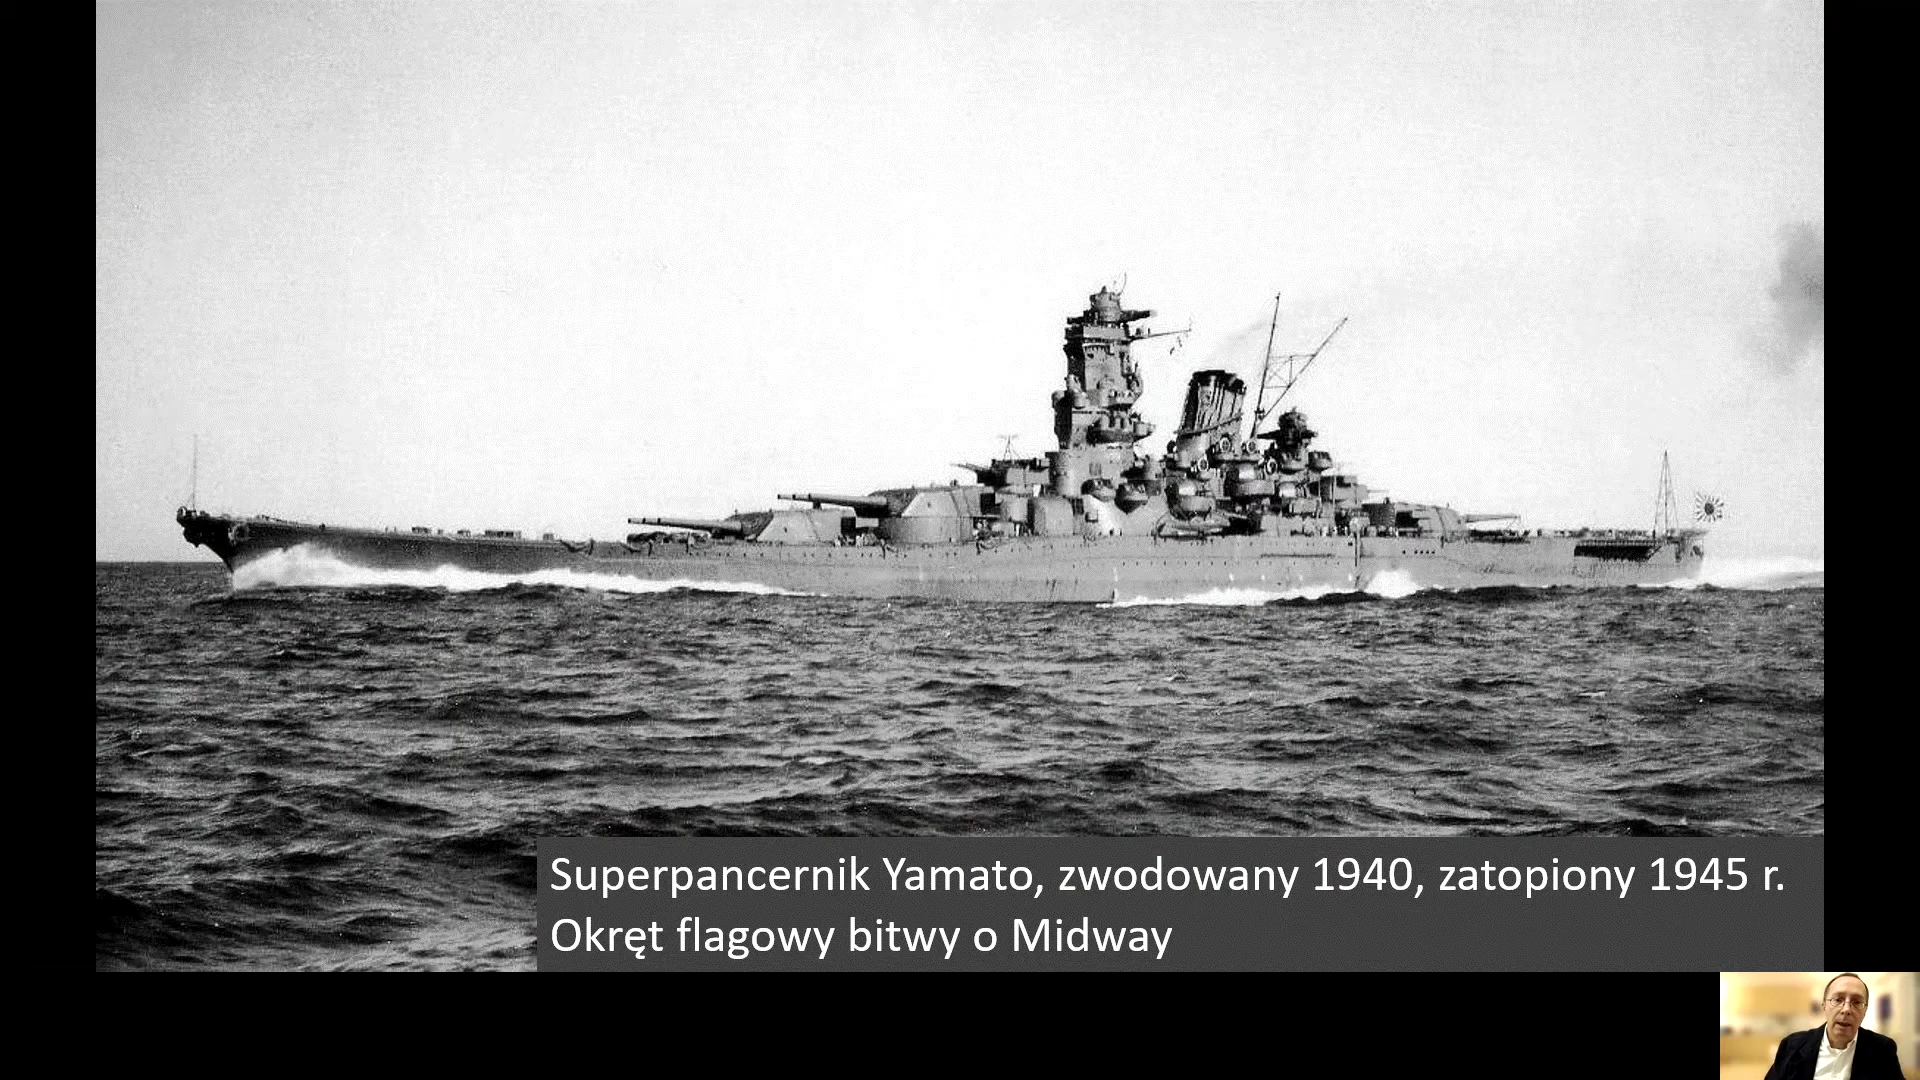 Superpancernik Yamato, zwodowany 1940, zatopiony 1945 r.
Okręt flagowy bitwy o Midway